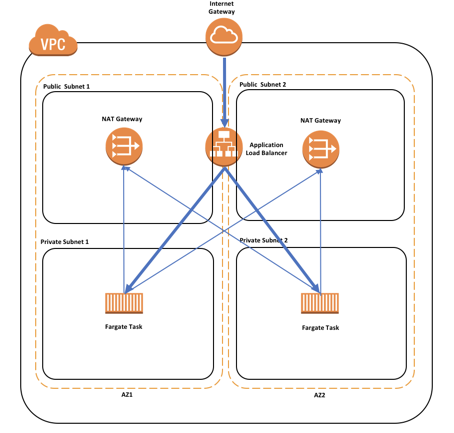 Internet
Gateway
VPC
Public Subnet 1
Public Subnet 2
NAT Gateway
NAT Gateway
Application
Load Balancer
Private Subnet 1
Private Subnet 2
Fargate Task
Fargate Task
AZ1
AZ2